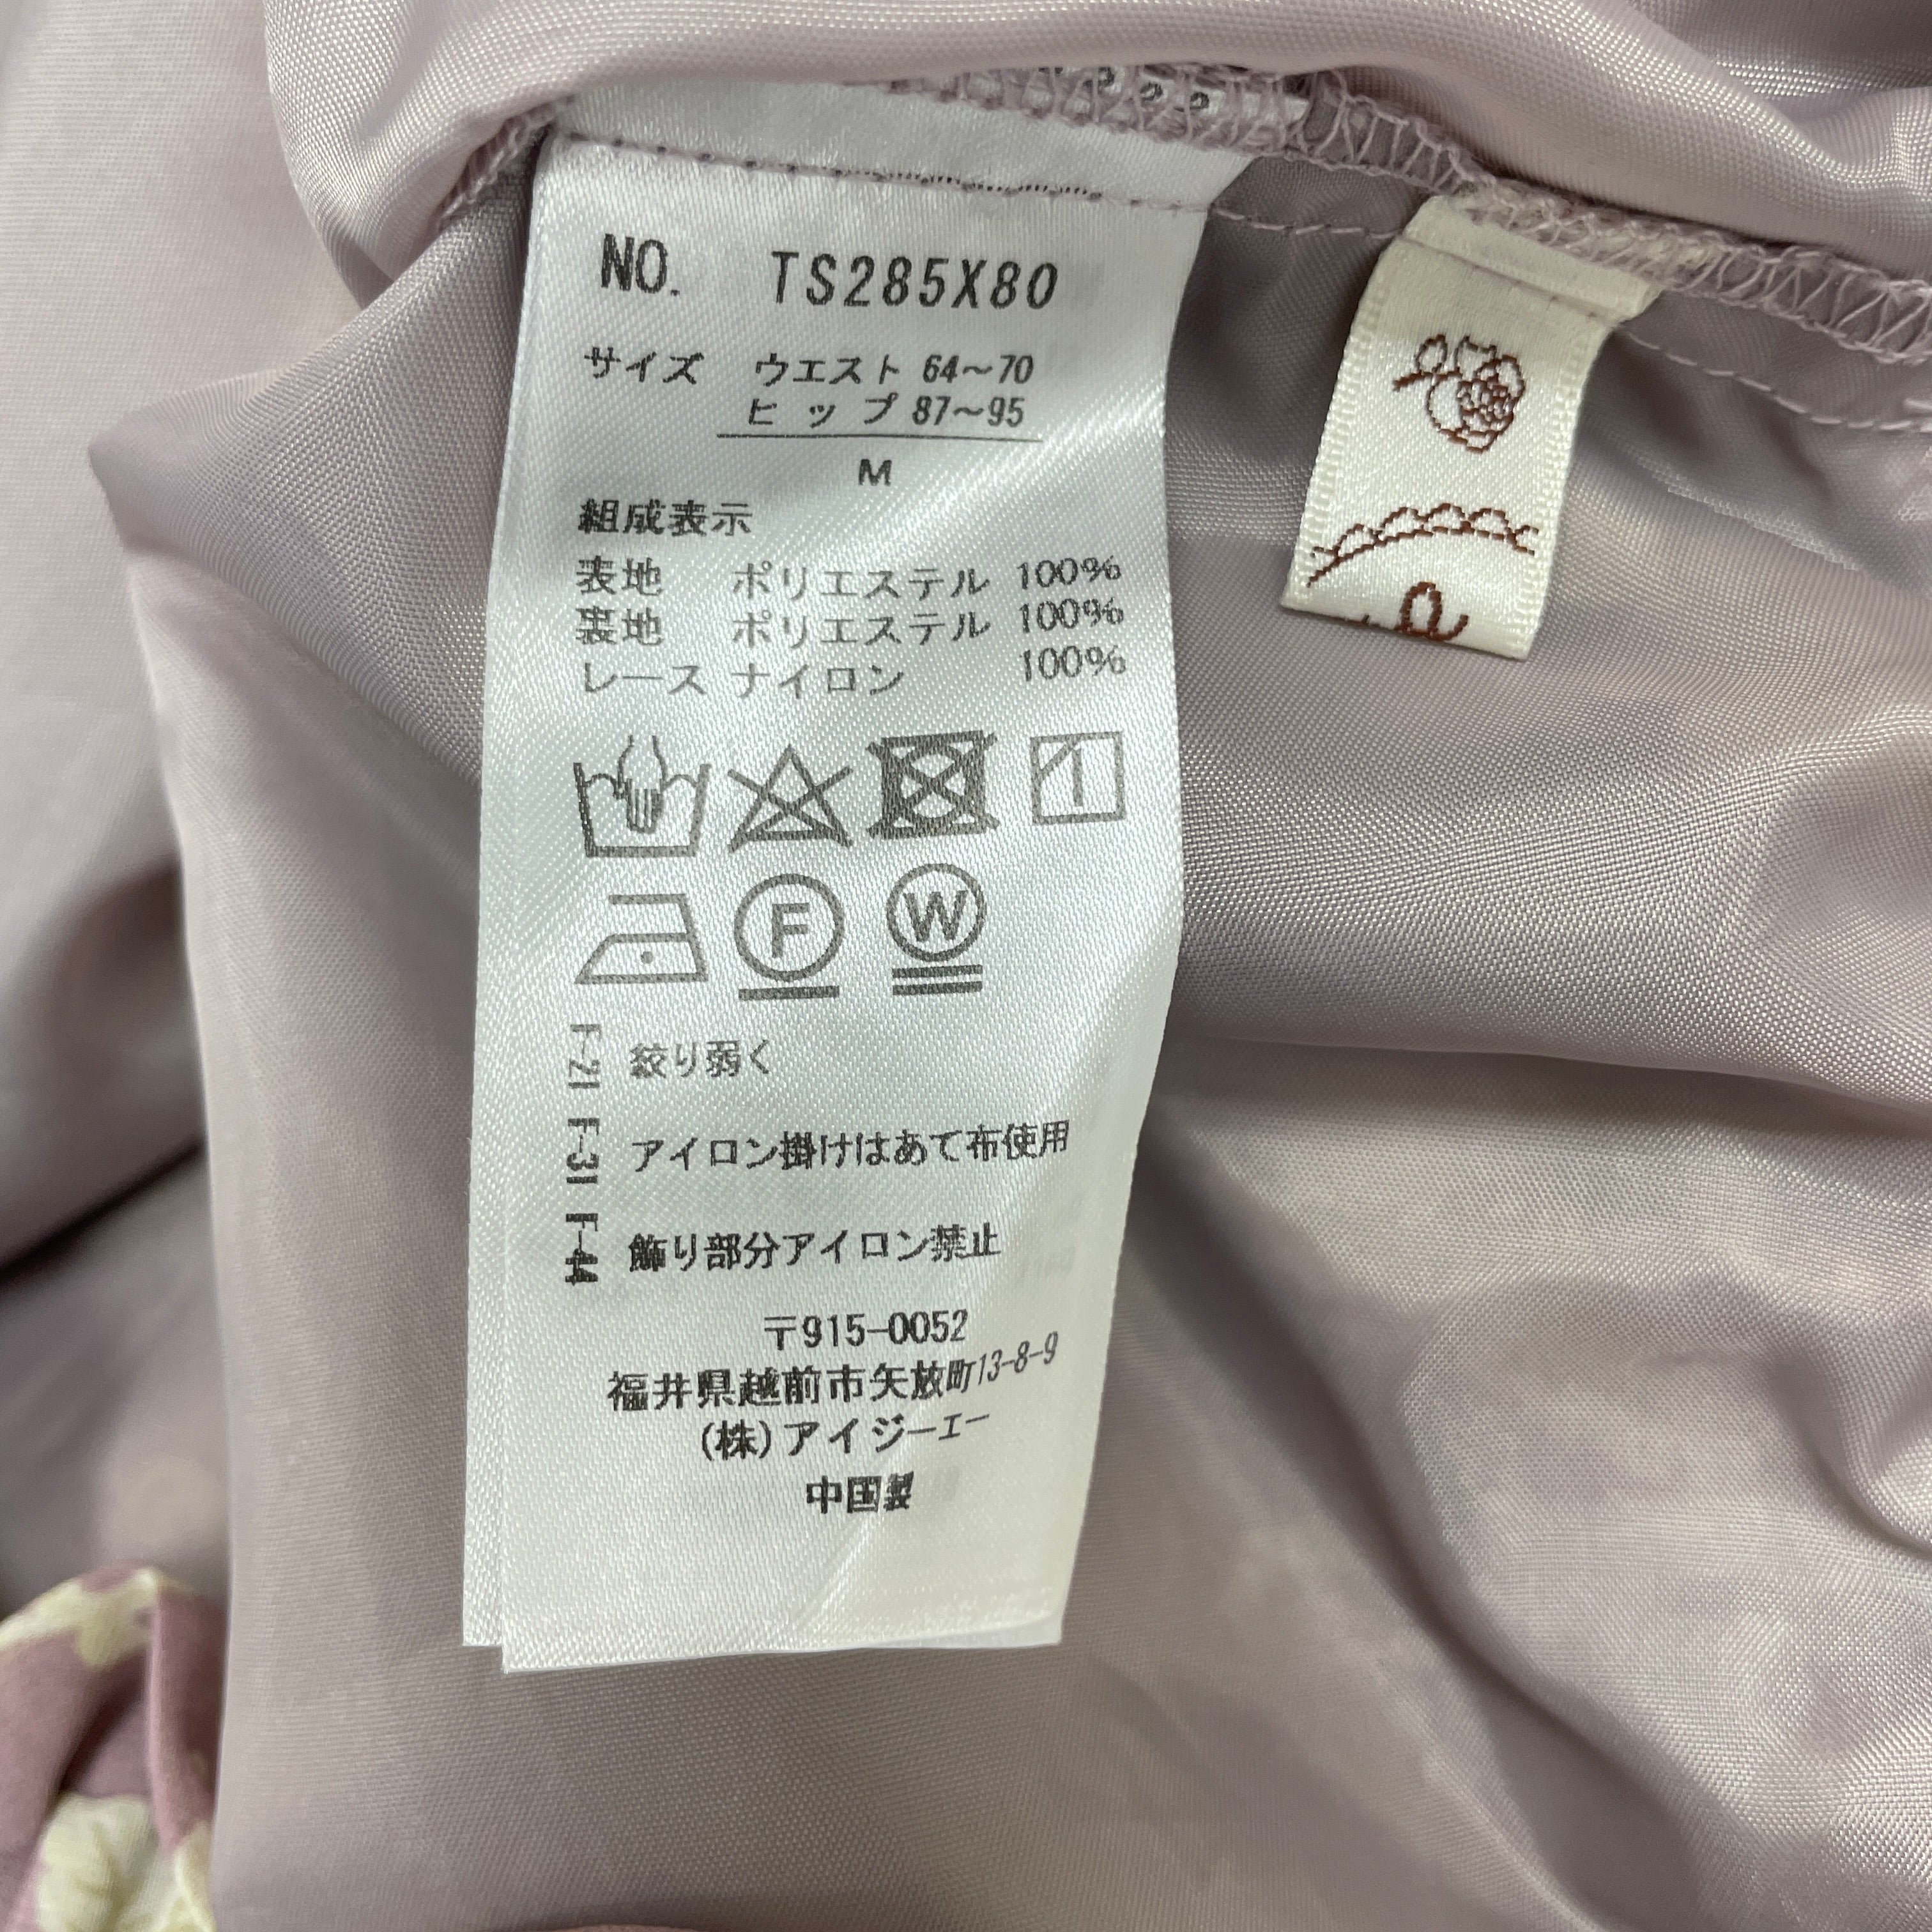 NO. TS285X80
サイズ ウエスト 64〜70
ヒップ 87〜95
M
組成表示
表地 ポリエステル 100%
裏地 ポリエステル 100%
レース ナイロン 100%
F
W
F-21 絞り弱く
F-31 アイロン掛けはあて布使用
F-44 飾り部分アイロン禁止
〒915-0052
福井県越前市矢放町13-8-9
(株)アイジーエー
中国製